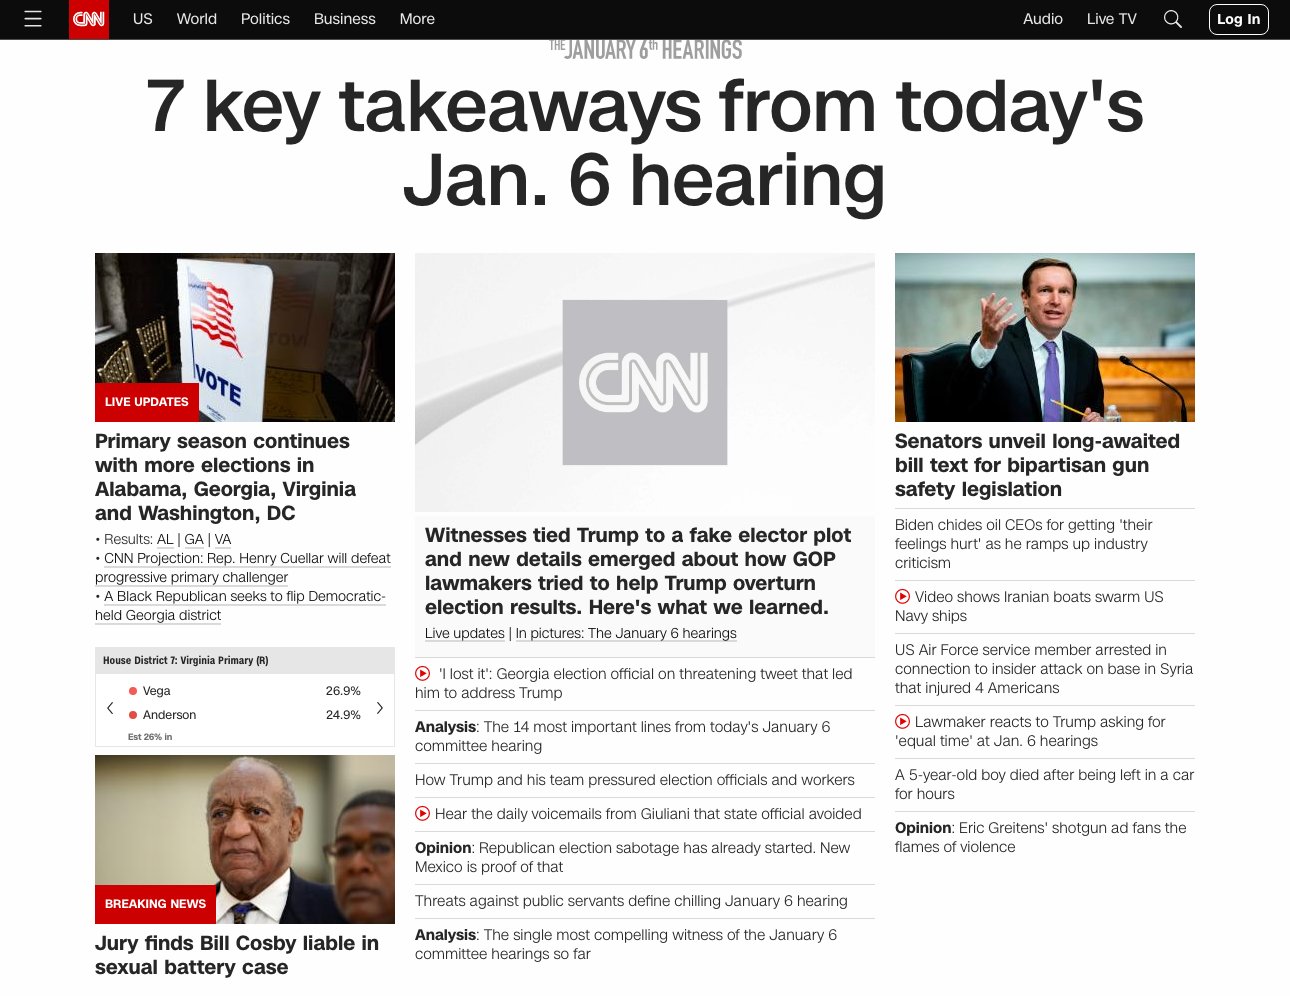 CNN
US
World
Politics
Business
More
Audio
Live TV
Log In
THE JANUARY 6th HEARINGS
7 key takeaways from today's
Jan. 6 hearing
VOTE
LIVE UPDATES
Primary season continues
with more elections in
Alabama, Georgia, Virginia
and Washington, DC
• Results: AL | GA | VA
• CNN Projection: Rep. Henry Cuellar will defeat
progressive primary challenger
• A Black Republican seeks to flip Democratic-
held Georgia district
House District 7: Virginia Primary (R)
Vega 26.9%
Anderson 24.9%
Est 26% in
BREAKING NEWS
Jury finds Bill Cosby liable in
sexual battery case
CNN
Witnesses tied Trump to a fake elector plot
and new details emerged about how GOP
lawmakers tried to help Trump overturn
election results. Here's what we learned.
Live updates | In pictures: The January 6 hearings
'I lost it': Georgia election official on threatening tweet that led
him to address Trump
Analysis: The 14 most important lines from today's January 6
committee hearing
How Trump and his team pressured election officials and workers
Hear the daily voicemails from Giuliani that state official avoided
Opinion: Republican election sabotage has already started. New
Mexico is proof of that
Threats against public servants define chilling January 6 hearing
Analysis: The single most compelling witness of the January 6
committee hearings so far
Senators unveil long-awaited
bill text for bipartisan gun
safety legislation
Biden chides oil CEOs for getting 'their
feelings hurt' as he ramps up industry
criticism
Video shows Iranian boats swarm US
Navy ships
US Air Force service member arrested in
connection to insider attack on base in Syria
that injured 4 Americans
Lawmaker reacts to Trump asking for
'equal time' at Jan. 6 hearings
A 5-year-old boy died after being left in a car
for hours
Opinion: Eric Greitens' shotgun ad fans the
flames of violence